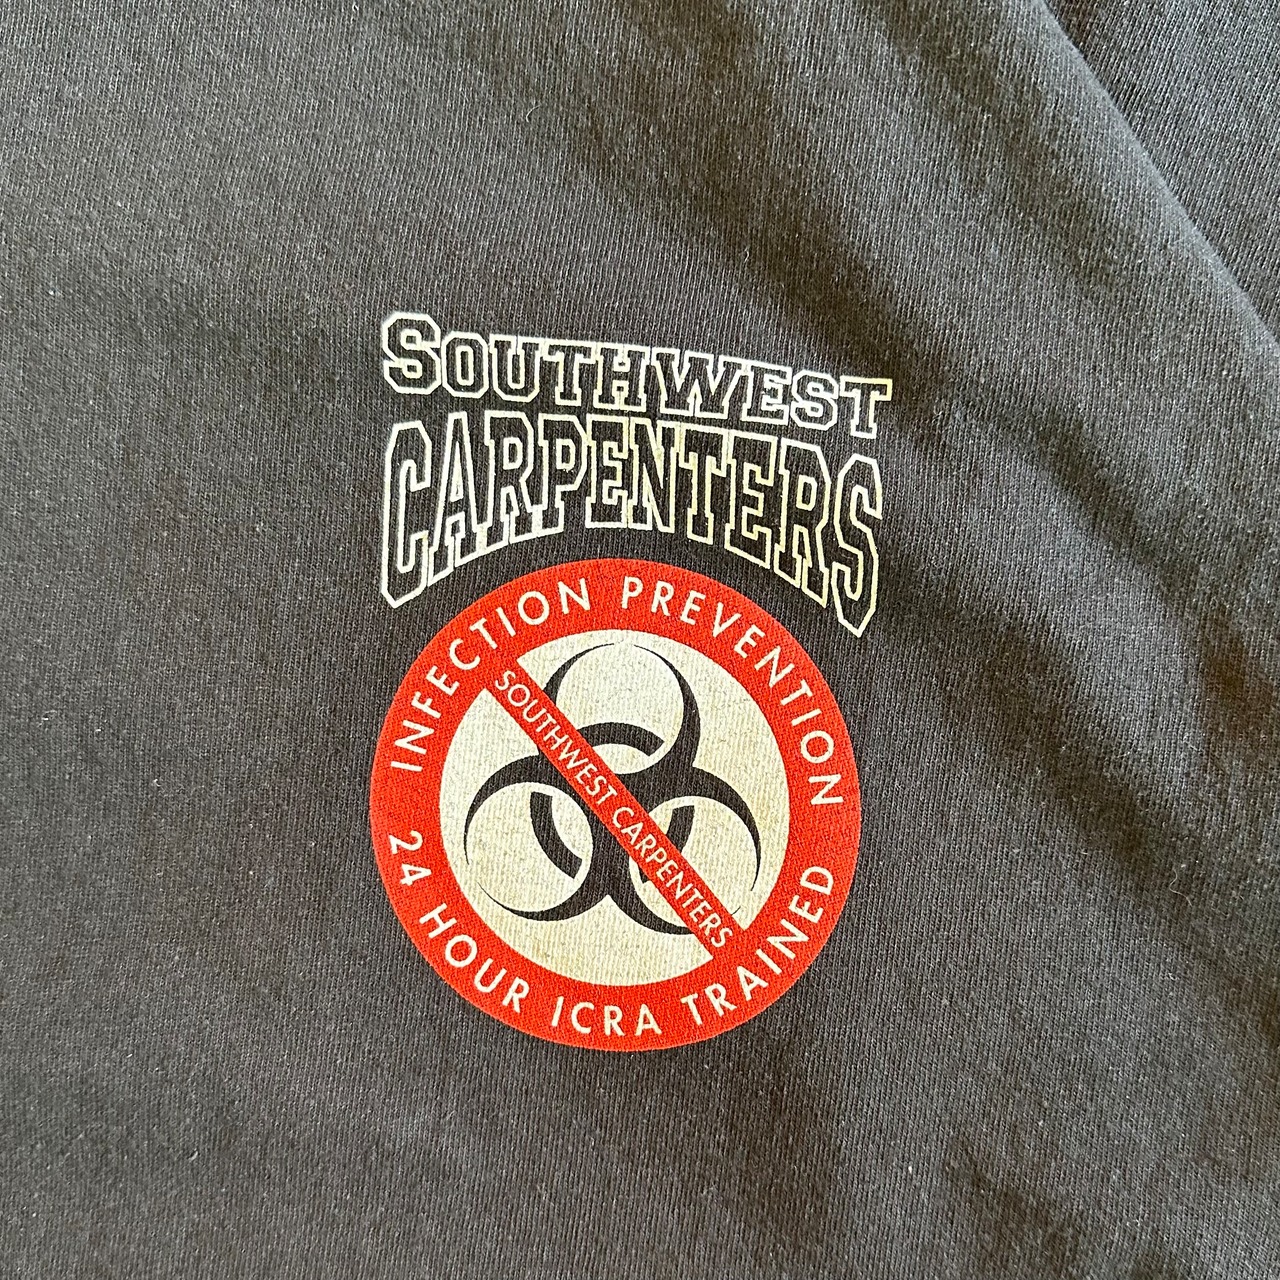 SOUTHWEST
CARPENTERS
INFECTION PREVENTION
SOUTHWEST CARPENTERS
24 HOUR ICRA TRAINED